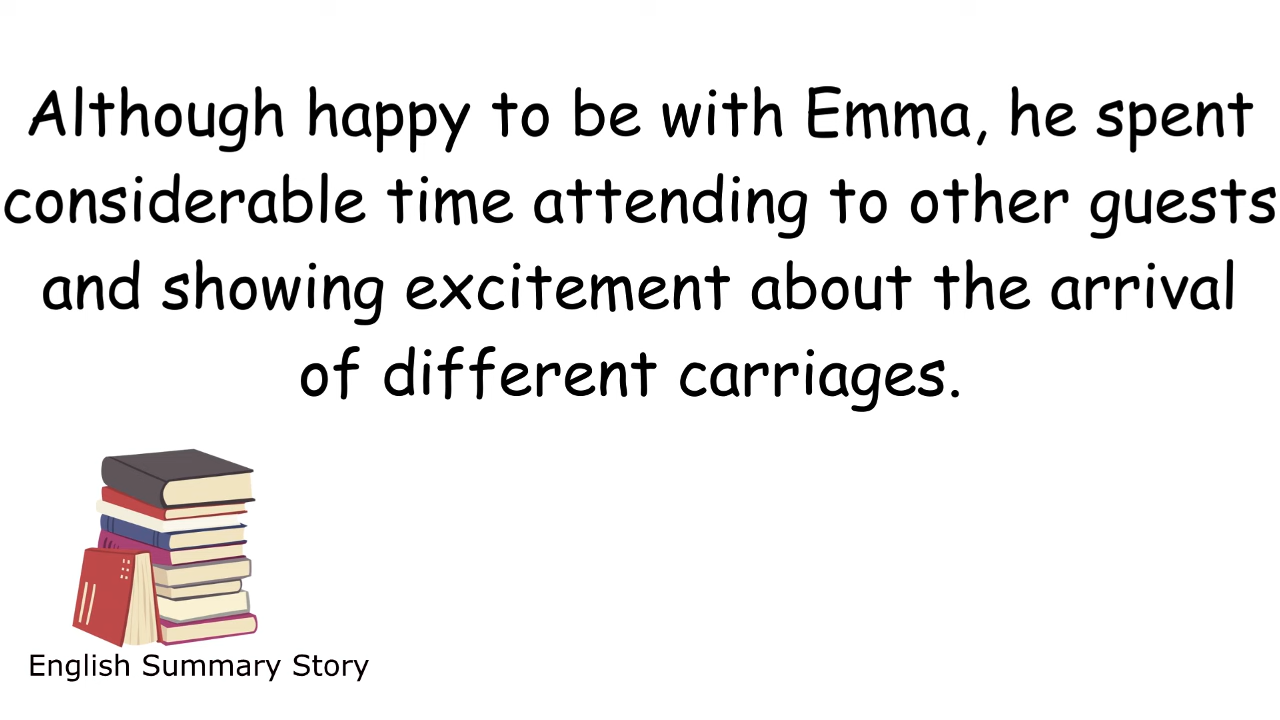 Although happy to be with Emma, he spent
considerable time attending to other guests
and showing excitement about the arrival
of different carriages.
English Summary Story